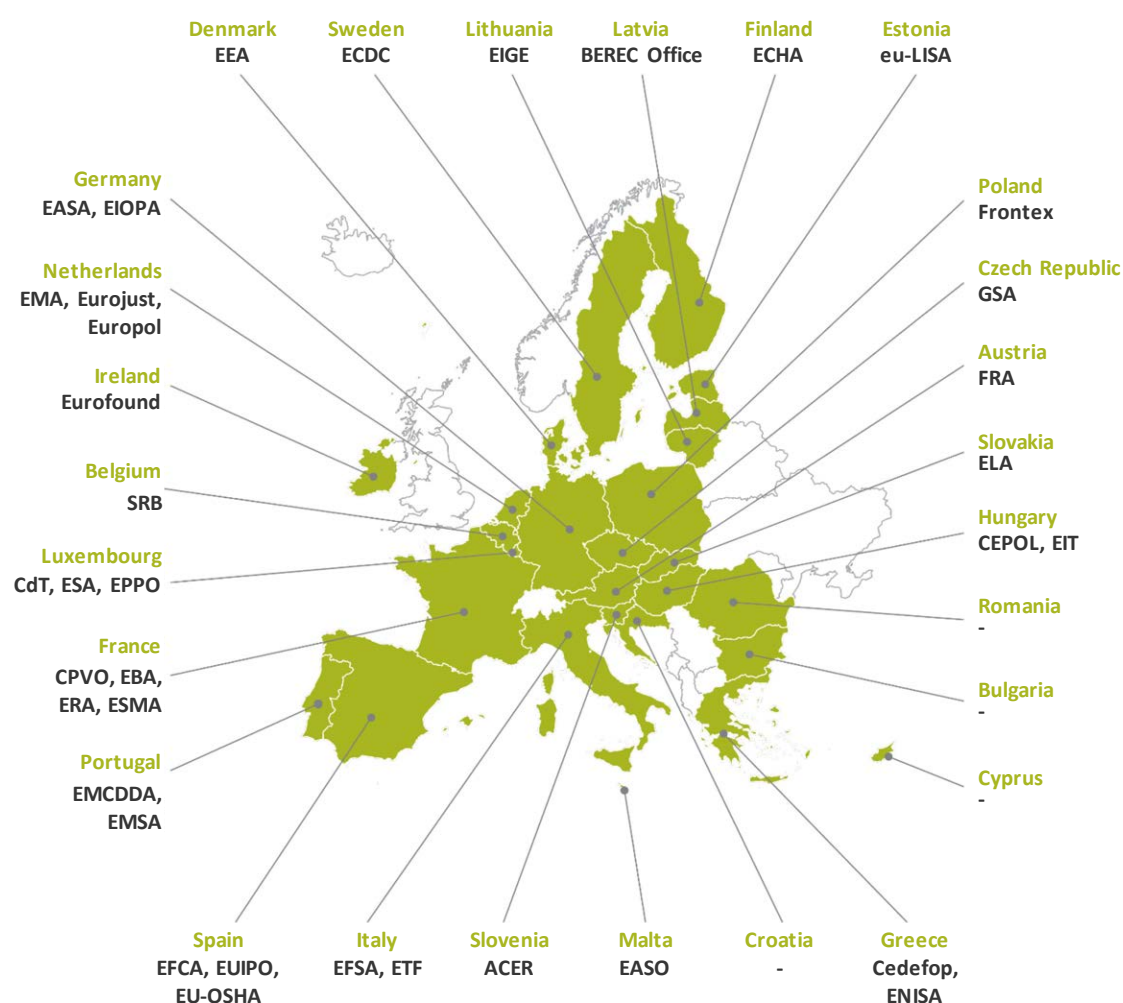 Denmark
EEA
Sweden
ECDC
Lithuania
EIGE
Latvia
BEREC Office
Finland
ECHA
Estonia
eu-LISA
Germany
EASA, EIOPA
Netherlands
EMA, Eurojust,
Europol
Ireland
Eurofound
Belgium
SRB
Luxembourg
CdT, ESA, EPPO
France
CPVO, EBA,
ERA, ESMA
Portugal
EMCDDA,
EMSA
Poland
Frontex
Czech Republic
GSA
Austria
FRA
Slovakia
ELA
Hungary
CEPOL, EIT
Romania
-
Bulgaria
-
Cyprus
-
Spain
EFCA, EUIPO,
EU-OSHA
Italy
EFSA, ETF
Slovenia
ACER
Malta
EASO
Croatia
-
Greece
Cedefop,
ENISA